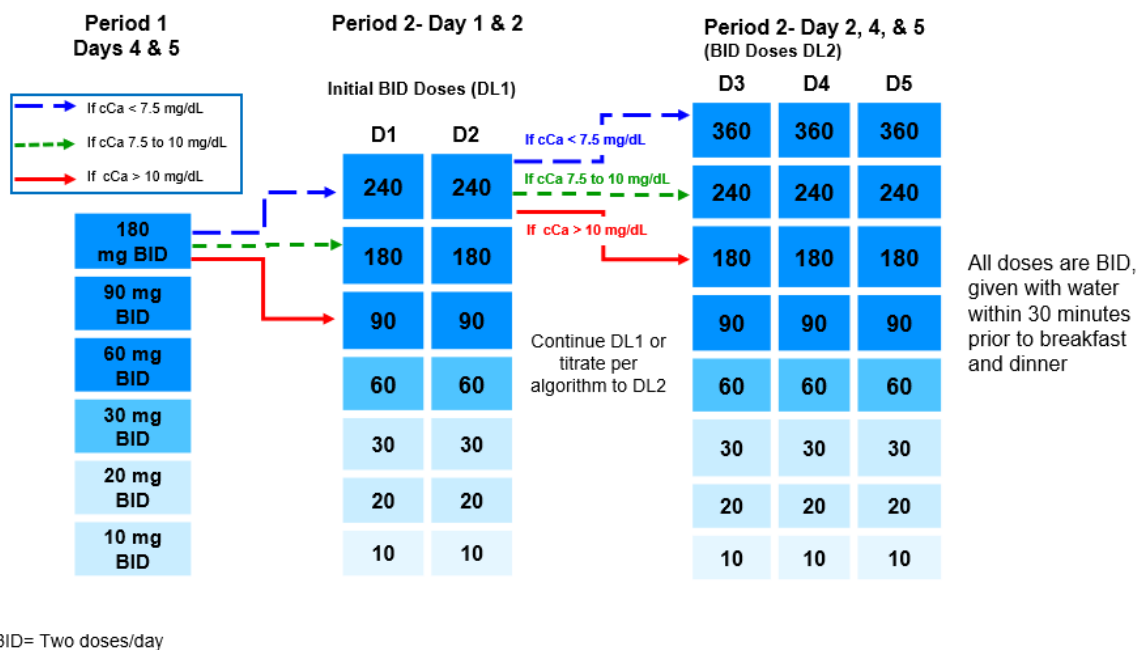 Period 1
Days 4 & 5
If cCa < 7.5 mg/dL
If cCa 7.5 to 10 mg/dL
If cCa > 10 mg/dL
180
mg BID
90 mg
BID
60 mg
BID
30 mg
BID
20 mg
BID
10 mg
BID
Period 2- Day 1 & 2
Initial BID Doses (DL1)
D1 D2
240 240
180 180
90 90
60 60
30 30
20 20
10 10
If cCa < 7.5 mg/dL
If cCa 7.5 to 10 mg/dL
If cCa > 10 mg/dL
Continue DL1 or
titrate per
algorithm to DL2
Period 2- Day 2, 4, & 5
(BID Doses DL2)
D3 D4 D5
360 360 360
240 240 240
180 180 180
90 90 90
60 60 60
30 30 30
20 20 20
10 10 10
All doses are BID,
given with water
within 30 minutes
prior to breakfast
and dinner
BID= Two doses/day